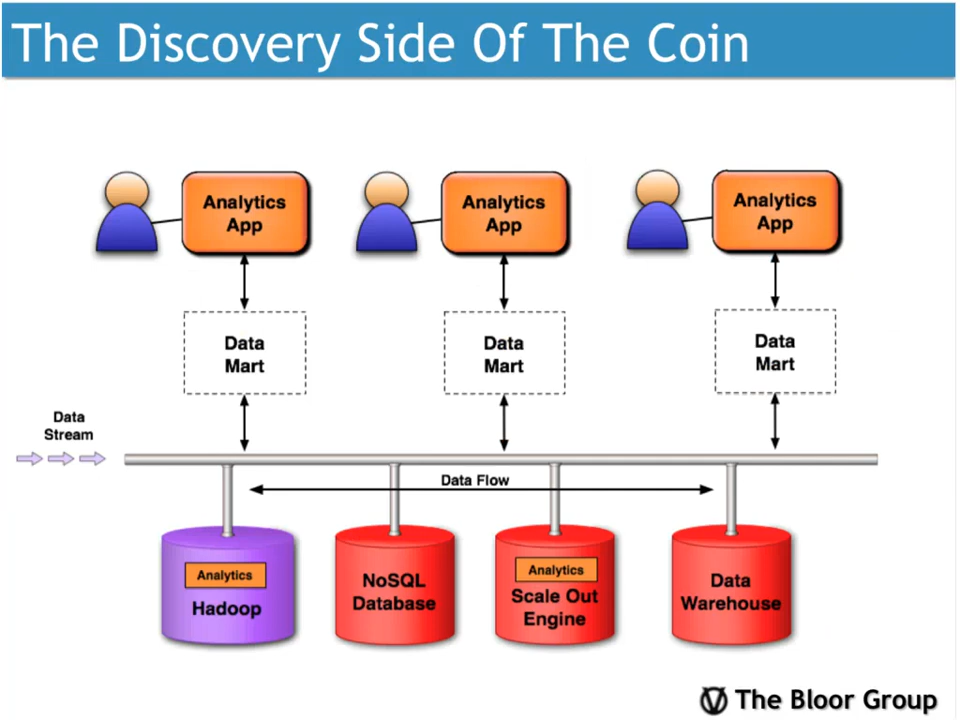 The Discovery Side Of The Coin
Analytics
App
Analytics
App
Analytics
App
Data
Mart
Data
Mart
Data
Mart
Data
Stream
Data Flow
Analytics
Hadoop
NoSQL
Database
Analytics
Scale Out
Engine
Data
Warehouse
The Bloor Group